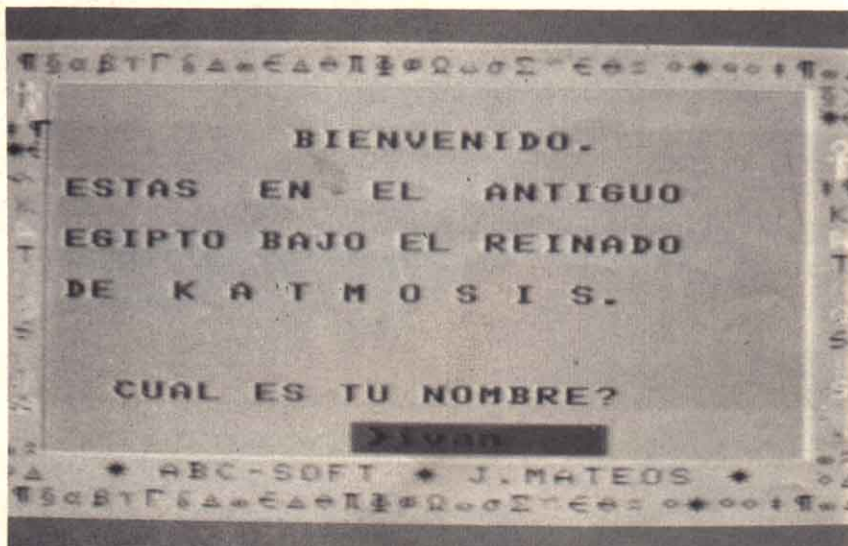 BIENVENIDO.
ESTAS EN EL ANTIGUO
EGIPTO BAJO EL REINADO
DE K A T M O S I S.
CUAL ES TU NOMBRE?
>ivan
* ABC-SOFT * J.MATEOS *